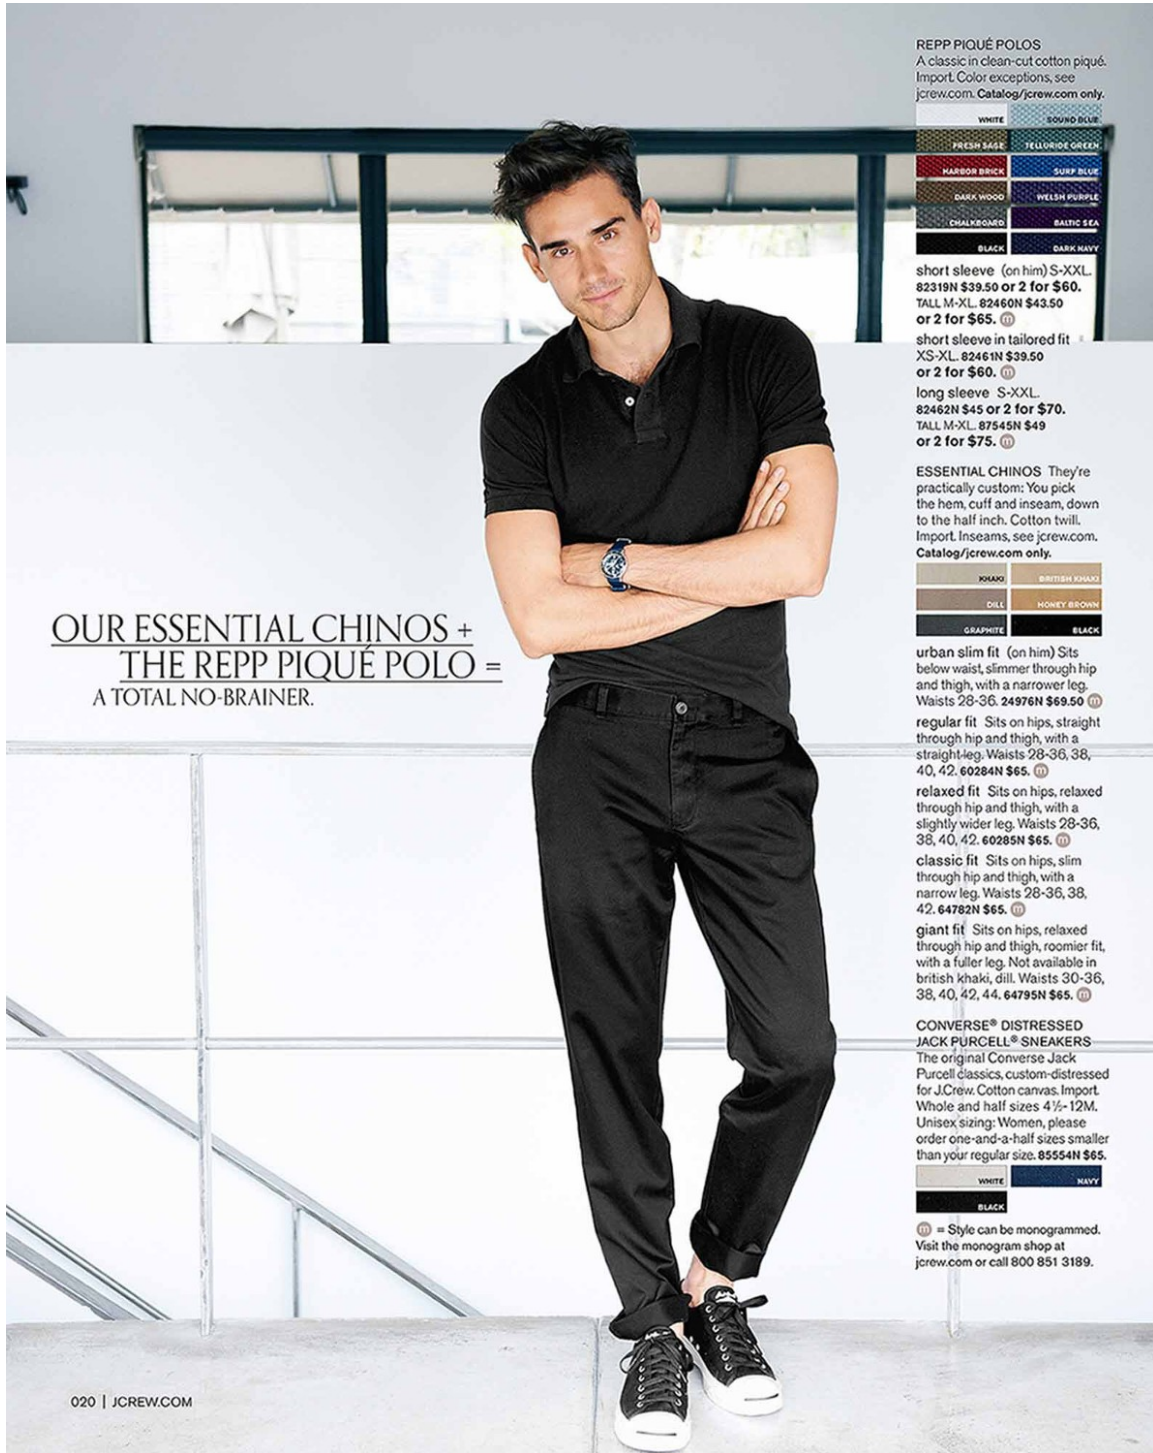 REPP PIQUÉ POLOS
A classic in clean-cut cotton piqué.
Import. Color exceptions, see
jcrew.com. Catalog/jcrew.com only.
WHITE
SOUND BLUE
FRESH SAGE
TELLURIDE GREEN
HARBOR BRICK
SURF BLUE
DARK WOOD
WELSH PURPLE
CHALKBOARD
BALTIC SEA
BLACK
DARK NAVY
short sleeve (on him) S-XXL.
82319N $39.50 or 2 for $60.
TALL M-XL. 82460N $43.50
or 2 for $65. m
short sleeve in tailored fit
XS-XL. 82461N $39.50
or 2 for $60. m
long sleeve S-XXL.
82462N $45 or 2 for $70.
TALL M-XL. 87545N $49
or 2 for $75. m
ESSENTIAL CHINOS They're
practically custom: You pick
the hem, cuff and inseam, down
to the half inch. Cotton twill.
Import. Inseams, see jcrew.com.
Catalog/jcrew.com only.
KHAKI
BRITISH KHAKI
DILL
HONEY BROWN
GRAPHITE
BLACK
urban slim fit (on him) Sits
below waist, slimmer through hip
and thigh, with a narrower leg.
Waists 28-36. 24976N $69.50 m
regular fit Sits on hips, straight
through hip and thigh, with a
straight leg. Waists 28-36, 38,
40, 42. 60284N $65. m
relaxed fit Sits on hips, relaxed
through hip and thigh, with a
slightly wider leg. Waists 28-36,
38, 40, 42. 60285N $65. m
classic fit Sits on hips, slim
through hip and thigh, with a
narrow leg. Waists 28-36, 38,
42. 64782N $65. m
giant fit Sits on hips, relaxed
through hip and thigh, roomier fit,
with a fuller leg. Not available in
british khaki, dill. Waists 30-36,
38, 40, 42, 44. 64795N $65. m
CONVERSE® DISTRESSED
JACK PURCELL® SNEAKERS
The original Converse Jack
Purcell classics, custom-distressed
for J.Crew. Cotton canvas. Import.
Whole and half sizes 4½-12M.
Unisex sizing: Women, please
order one-and-a-half sizes smaller
than your regular size. 85554N $65.
WHITE
NAVY
BLACK
m = Style can be monogrammed.
Visit the monogram shop at
jcrew.com or call 800 851 3189.
OUR ESSENTIAL CHINOS +
THE REPP PIQUÉ POLO =
A TOTAL NO-BRAINER.
020 | JCREW.COM